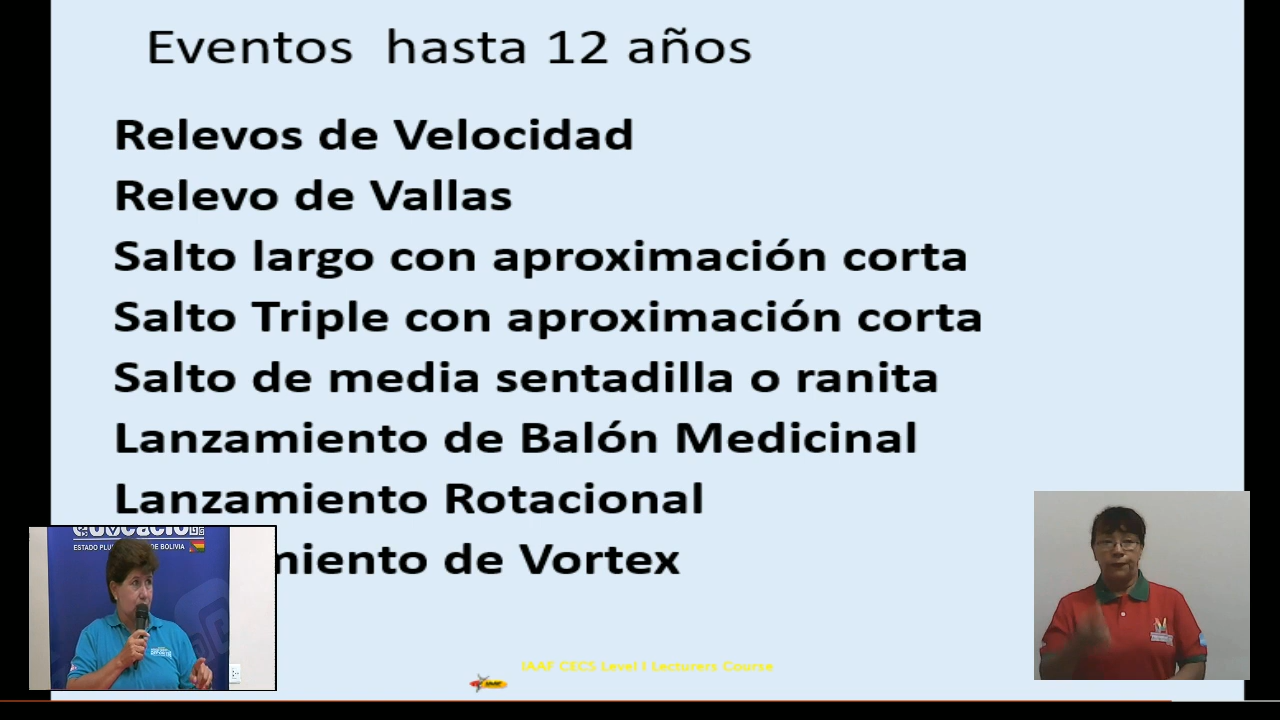 Eventos hasta 12 años
Relevos de Velocidad
Relevo de Vallas
Salto largo con aproximación corta
Salto Triple con aproximación corta
Salto de media sentadilla o ranita
Lanzamiento de Balón Medicinal
Lanzamiento Rotacional
miento de Vortex
ESTADO PLU DE BOLIVIA
IAAF CECS Level I Lecturers Course